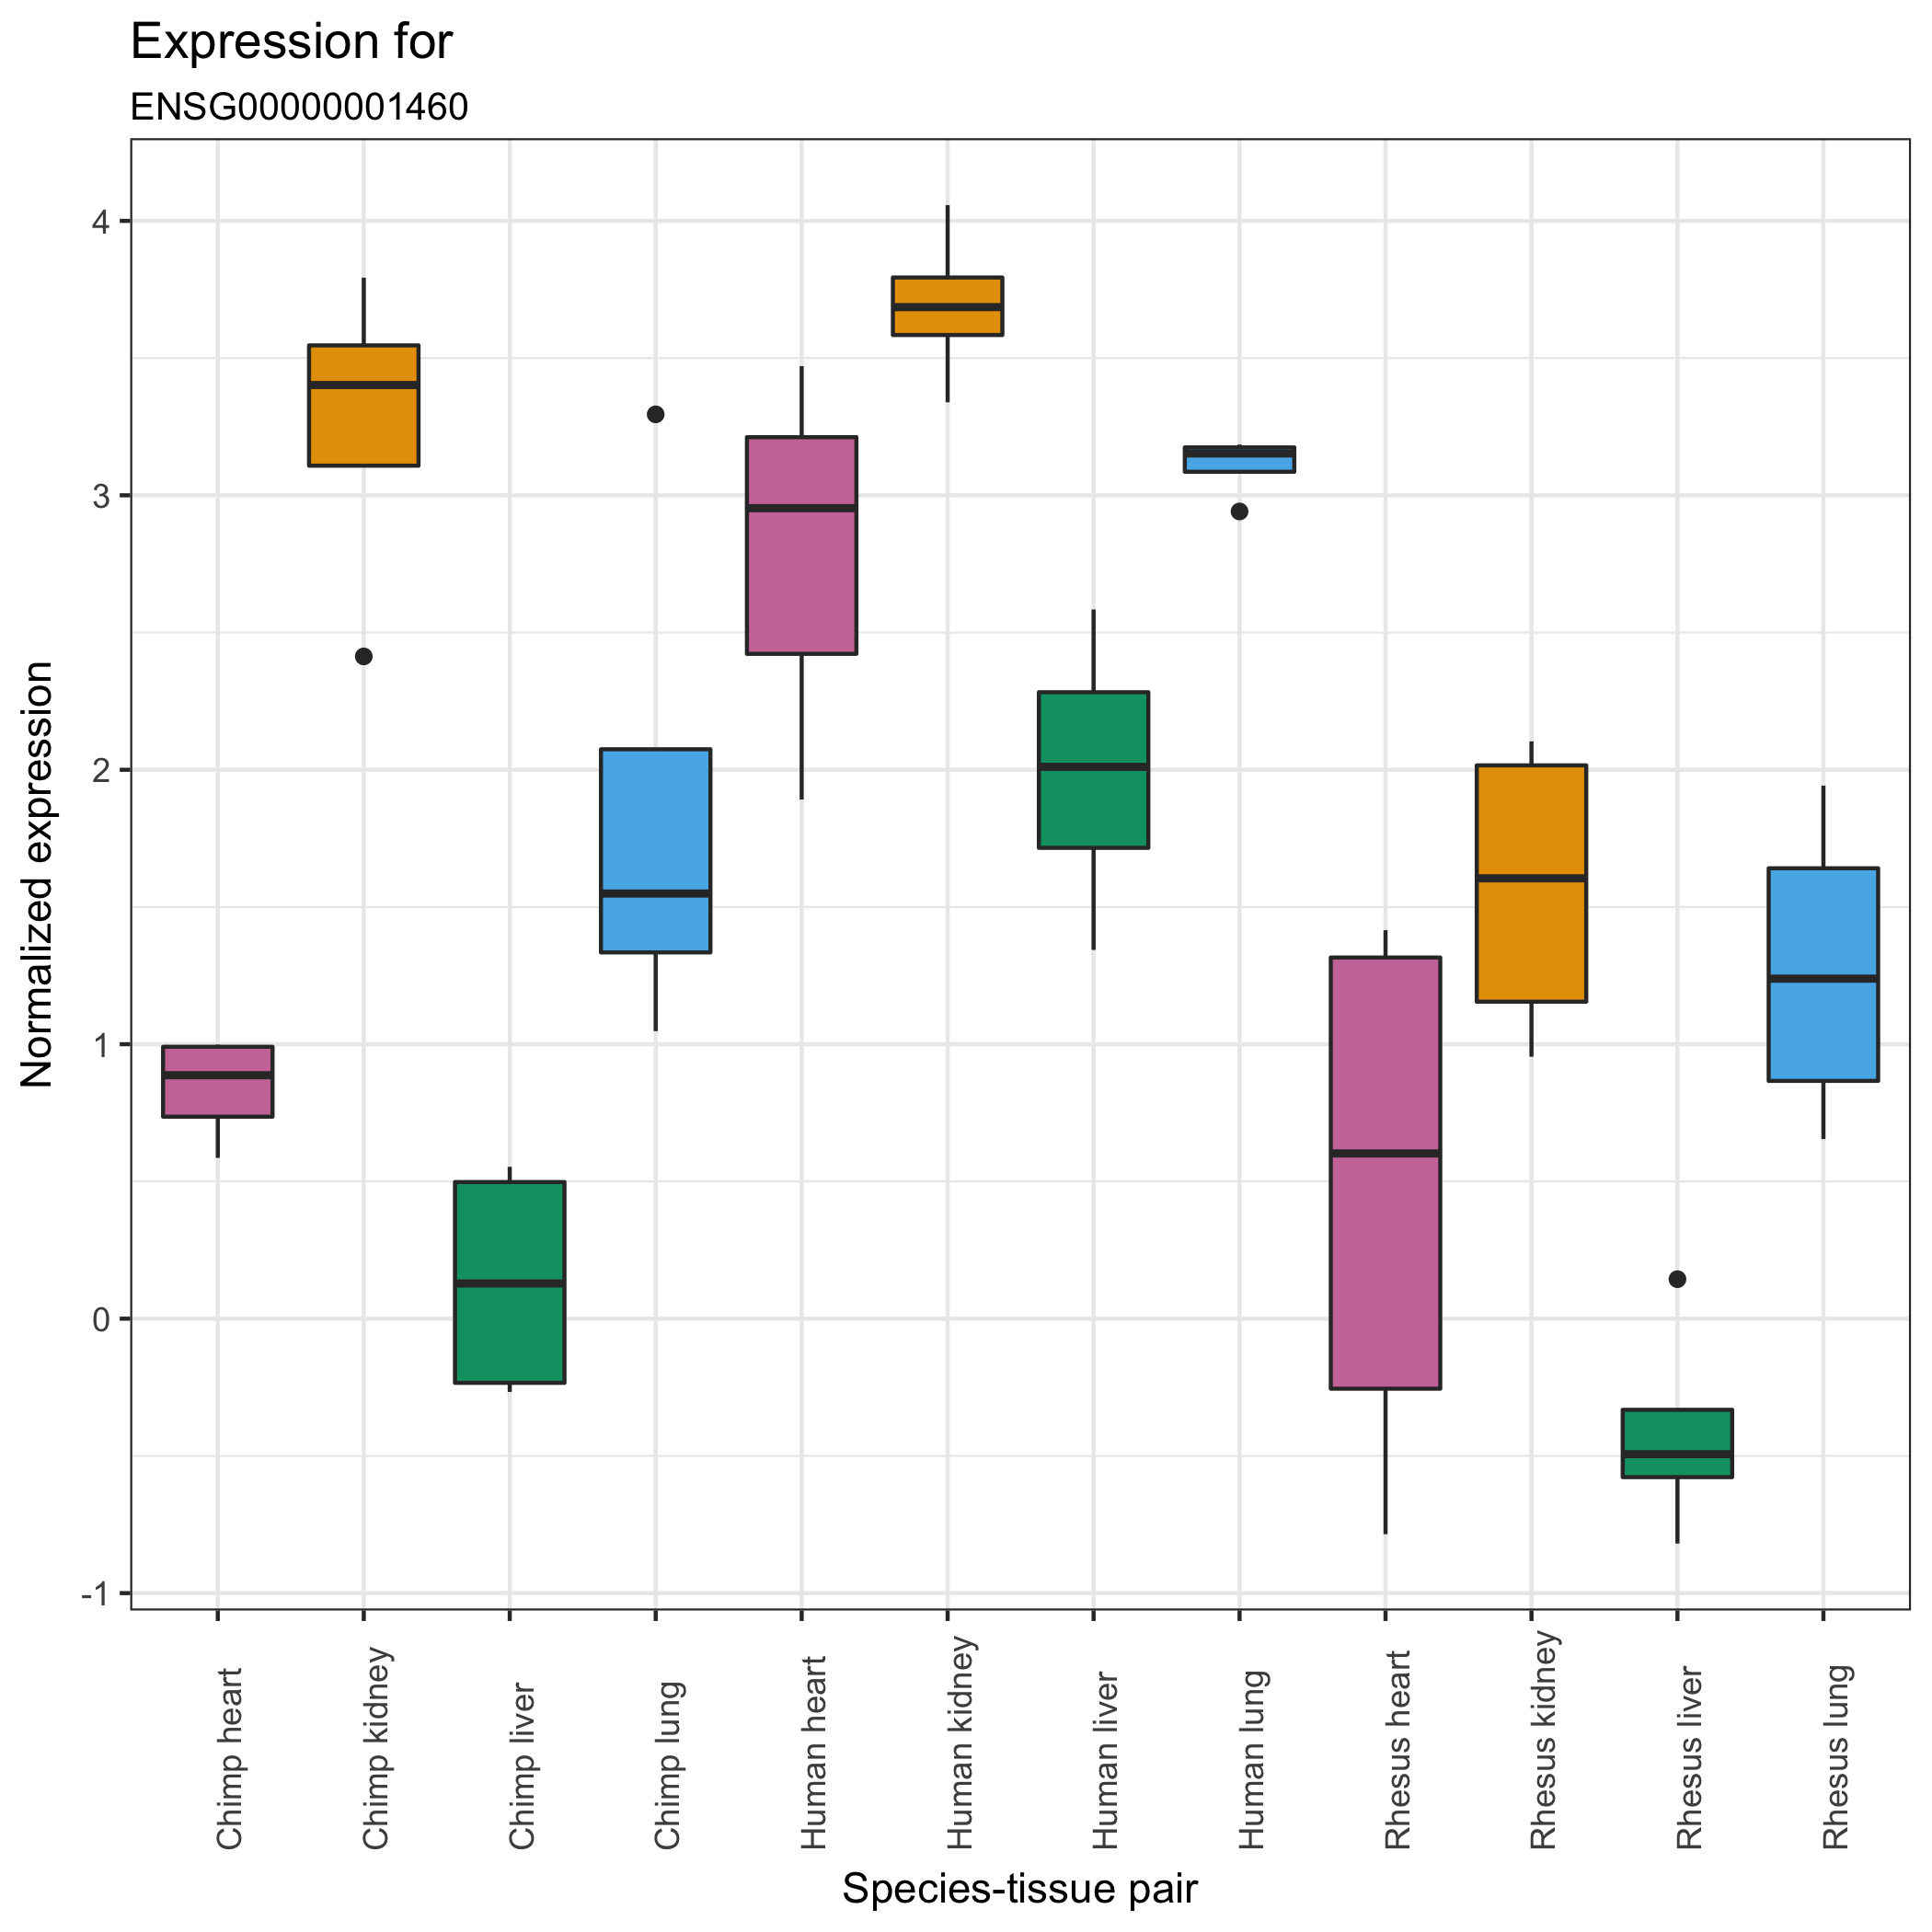 Expression for
ENSG00000001460
Normalized expression
4
3
2
1
0
-1
Chimp heart
Chimp kidney
Chimp liver
Chimp lung
Human heart
Human kidney
Human liver
Human lung
Rhesus heart
Rhesus kidney
Rhesus liver
Rhesus lung
Species-tissue pair